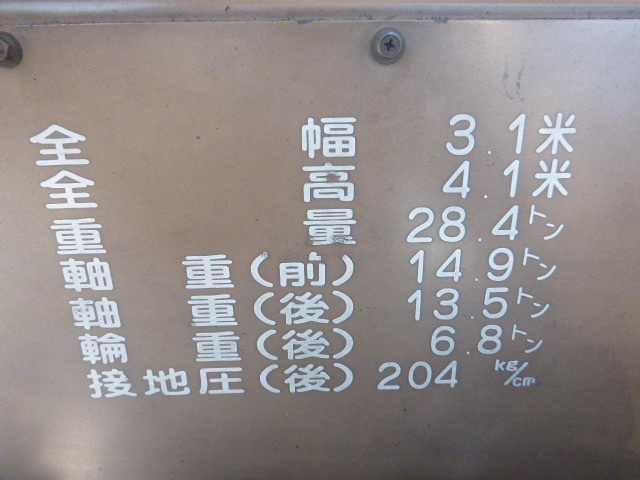 全 幅 3.1米
全 高 4.1米
重 量 28.4トン
軸 重(前) 14.9トン
軸 重(後) 13.5トン
輪 重(後) 6.8トン
接地圧(後) 204 kg/cm